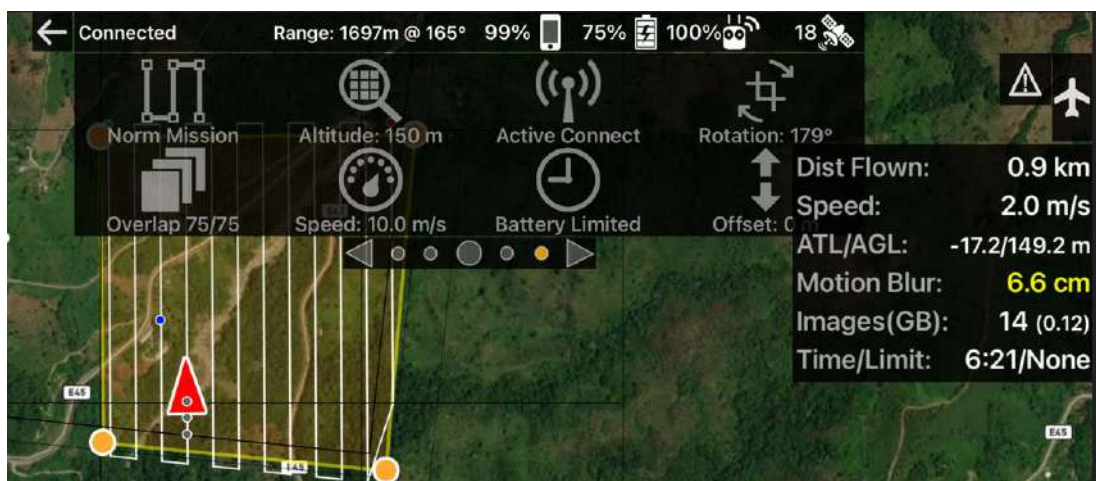 Connected Range: 1697m @ 165° 99% 75% 100% 18
Norm Mission Altitude: 150 m Active Connect Rotation: 179°
Overlap 75/75 Speed: 10.0 m/s Battery Limited Offset: 0 m
Dist Flown: 0.9 km
Speed: 2.0 m/s
ATL/AGL: -17.2/149.2 m
Motion Blur: 6.6 cm
Images(GB): 14 (0.12)
Time/Limit: 6:21/None
E45
E45
E45